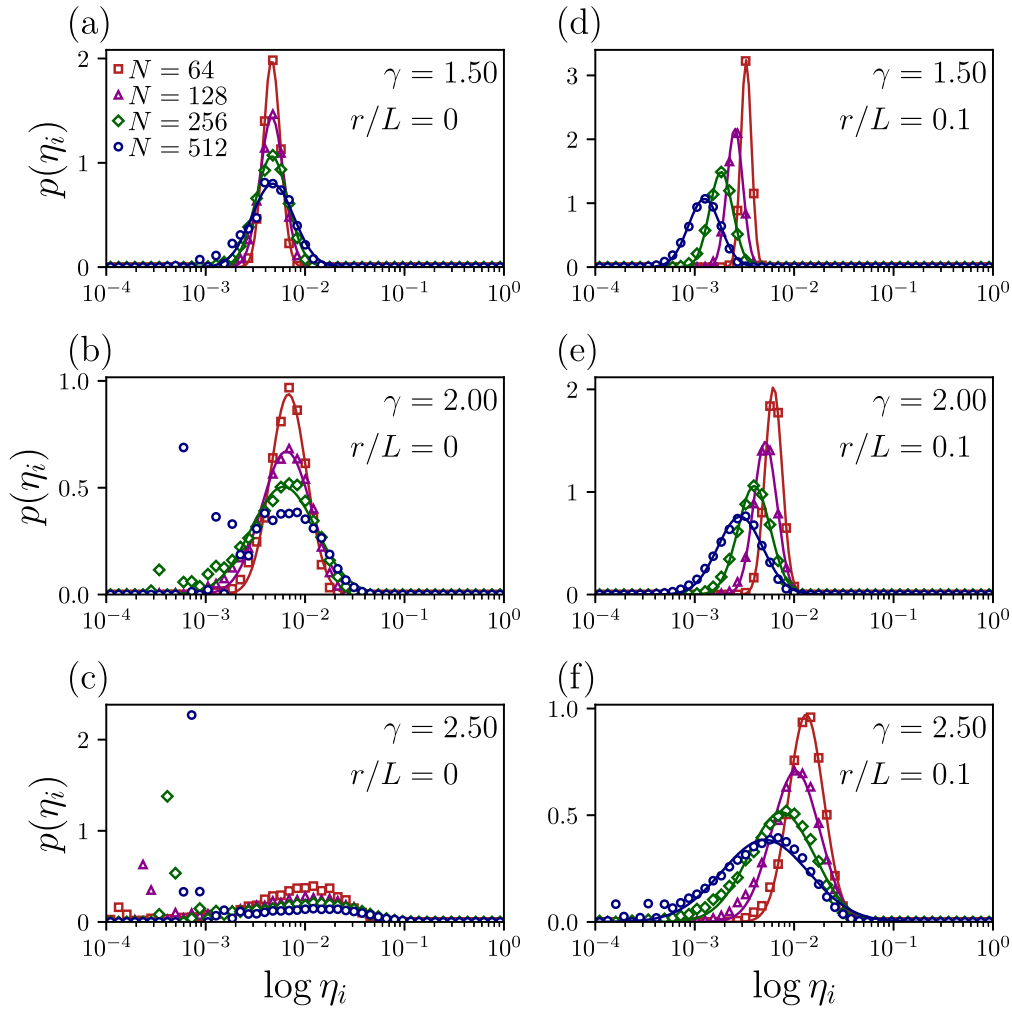 (a)
2
1
0
p(η_i)
N = 64
N = 128
N = 256
N = 512
γ = 1.50
r/L = 0
10^−4 10^−3 10^−2 10^−1 10^0
(d)
3
2
1
0
p(η_i)
γ = 1.50
r/L = 0.1
10^−4 10^−3 10^−2 10^−1 10^0
(b)
1.0
0.5
0.0
p(η_i)
γ = 2.00
r/L = 0
10^−4 10^−3 10^−2 10^−1 10^0
(e)
2
1
0
p(η_i)
γ = 2.00
r/L = 0.1
10^−4 10^−3 10^−2 10^−1 10^0
(c)
2
1
0
p(η_i)
γ = 2.50
r/L = 0
10^−4 10^−3 10^−2 10^−1 10^0
log η_i
(f)
1.0
0.5
0.0
p(η_i)
γ = 2.50
r/L = 0.1
10^−4 10^−3 10^−2 10^−1 10^0
log η_i